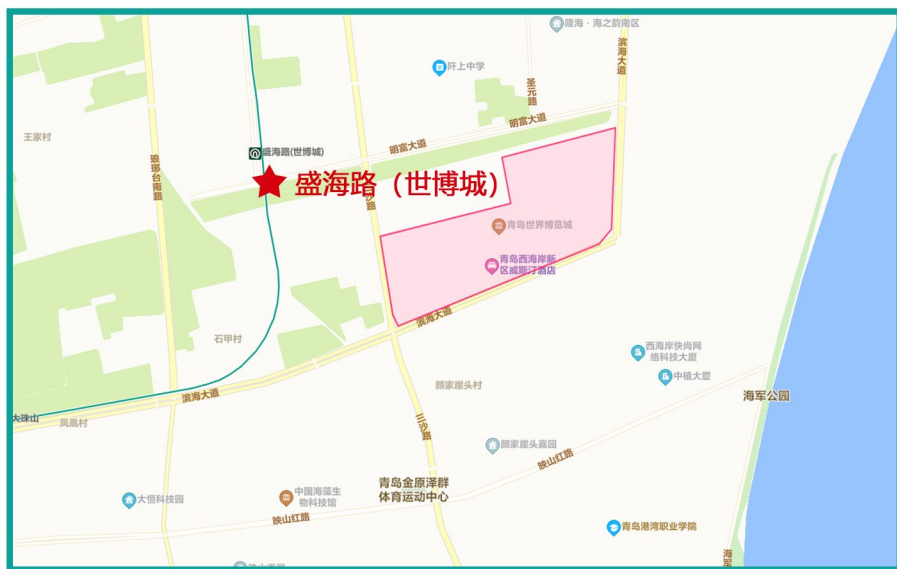 隆海·海之韵南区
滨海大道
阡上中学
圣元路
明富大道
明富大道
王家村
盛海路(世博城)
琅琊台南路
盛海路（世博城）
沙路
青岛世界博览城
青岛西海岸新
区威斯汀酒店
滨海大道
石甲村
西海岸快尚网
络科技大厦
中植大厦
顾家崖头村
海军公园
滨海大道
大珠山
凤凰村
三沙路
顾家崖头嘉园
映山红路
青岛金原泽群
体育运动中心
大恒科技园
中国海藻生
物科技馆
映山红路
青岛港湾职业学院
海军